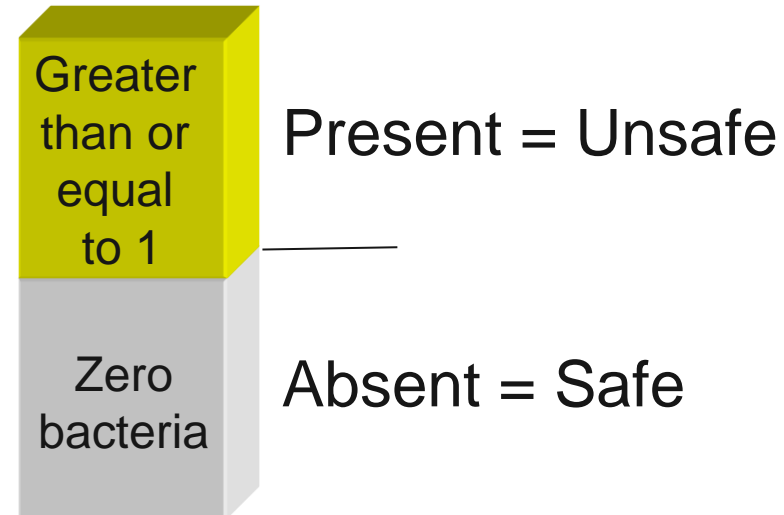 Greater
than or
equal
to 1
Present = Unsafe
Zero
bacteria
Absent = Safe